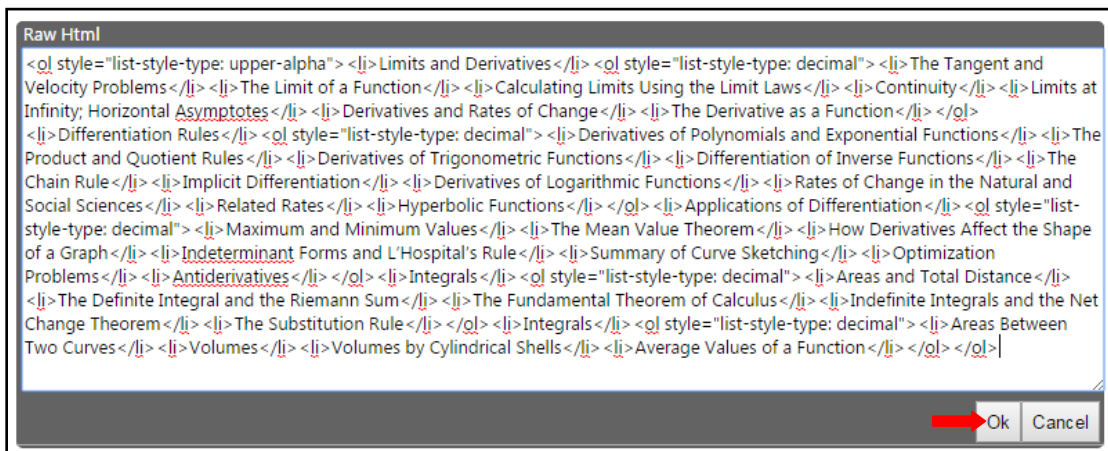 Raw Html
<ol style="list-style-type: upper-alpha"> <li>Limits and Derivatives</li> <ol style="list-style-type: decimal"> <li>The Tangent and
Velocity Problems</li> <li>The Limit of a Function</li> <li>Calculating Limits Using the Limit Laws</li> <li>Continuity</li> <li>Limits at
Infinity; Horizontal Asymptotes</li> <li>Derivatives and Rates of Change</li> <li>The Derivative as a Function</li> </ol>
<li>Differentiation Rules</li> <ol style="list-style-type: decimal"> <li>Derivatives of Polynomials and Exponential Functions</li> <li>The
Product and Quotient Rules</li> <li>Derivatives of Trigonometric Functions</li> <li>Differentiation of Inverse Functions</li> <li>The
Chain Rule</li> <li>Implicit Differentiation</li> <li>Derivatives of Logarithmic Functions</li> <li>Rates of Change in the Natural and
Social Sciences</li> <li>Related Rates</li> <li>Hyperbolic Functions</li> </ol> <li>Applications of Differentiation</li> <ol style="list-
style-type: decimal"> <li>Maximum and Minimum Values</li> <li>The Mean Value Theorem</li> <li>How Derivatives Affect the Shape
of a Graph</li> <li>Indeterminant Forms and L’Hospital’s Rule</li> <li>Summary of Curve Sketching</li> <li>Optimization
Problems</li> <li>Antiderivatives</li> </ol> <li>Integrals</li> <ol style="list-style-type: decimal"> <li>Areas and Total Distance</li>
<li>The Definite Integral and the Riemann Sum</li> <li>The Fundamental Theorem of Calculus</li> <li>Indefinite Integrals and the Net
Change Theorem</li> <li>The Substitution Rule</li> </ol> <li>Integrals</li> <ol style="list-style-type: decimal"> <li>Areas Between
Two Curves</li> <li>Volumes</li> <li>Volumes by Cylindrical Shells</li> <li>Average Values of a Function</li> </ol> </ol>
Ok Cancel